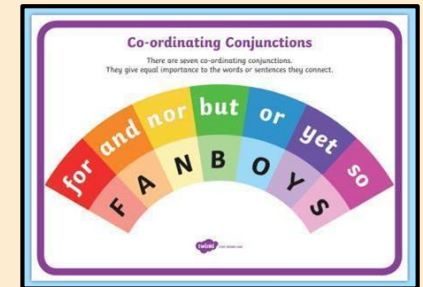 Co-ordinating Conjunctions
There are seven co-ordinating conjunctions.
They give equal importance to the words or sentences they connect.
for and nor but or yet so
F A N B O Y S
twinkl